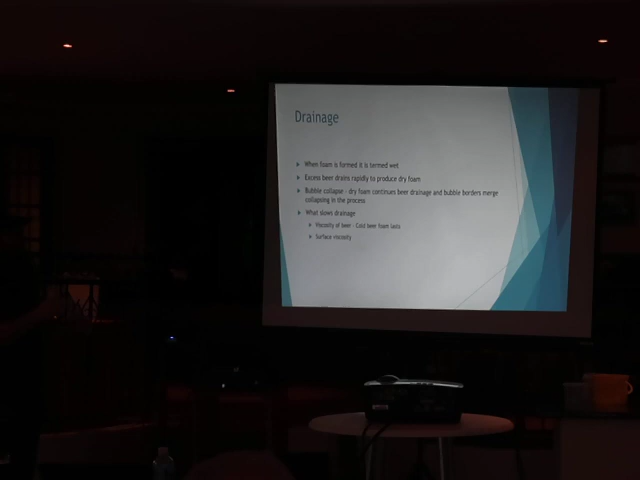 Drainage
When foam is formed it is termed wet
Excess beer drains rapidly to produce dry foam
Bubble collapse - dry foam continues beer drainage and bubble borders merge
collapsing in the process
What slows drainage
Viscosity of beer - Cold beer foam lasts
Surface viscosity